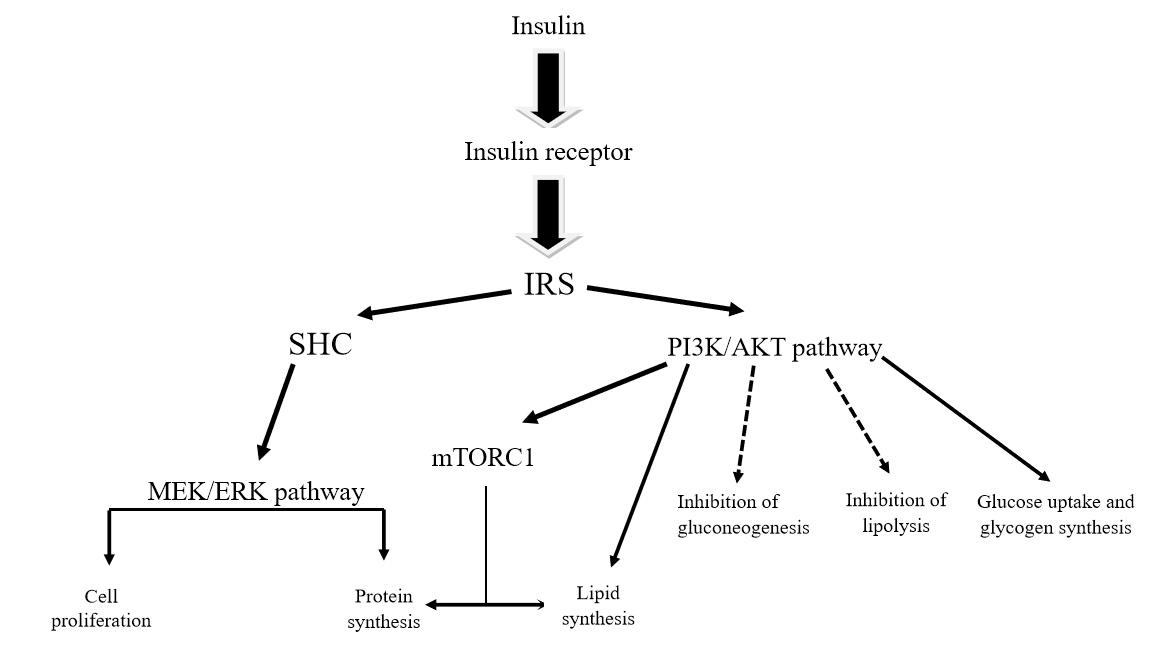 Insulin
Insulin receptor
IRS
SHC
PI3K/AKT pathway
mTORC1
MEK/ERK pathway
Inhibition of
gluconeogenesis
Inhibition of
lipolysis
Glucose uptake and
glycogen synthesis
Cell
proliferation
Protein
synthesis
Lipid
synthesis